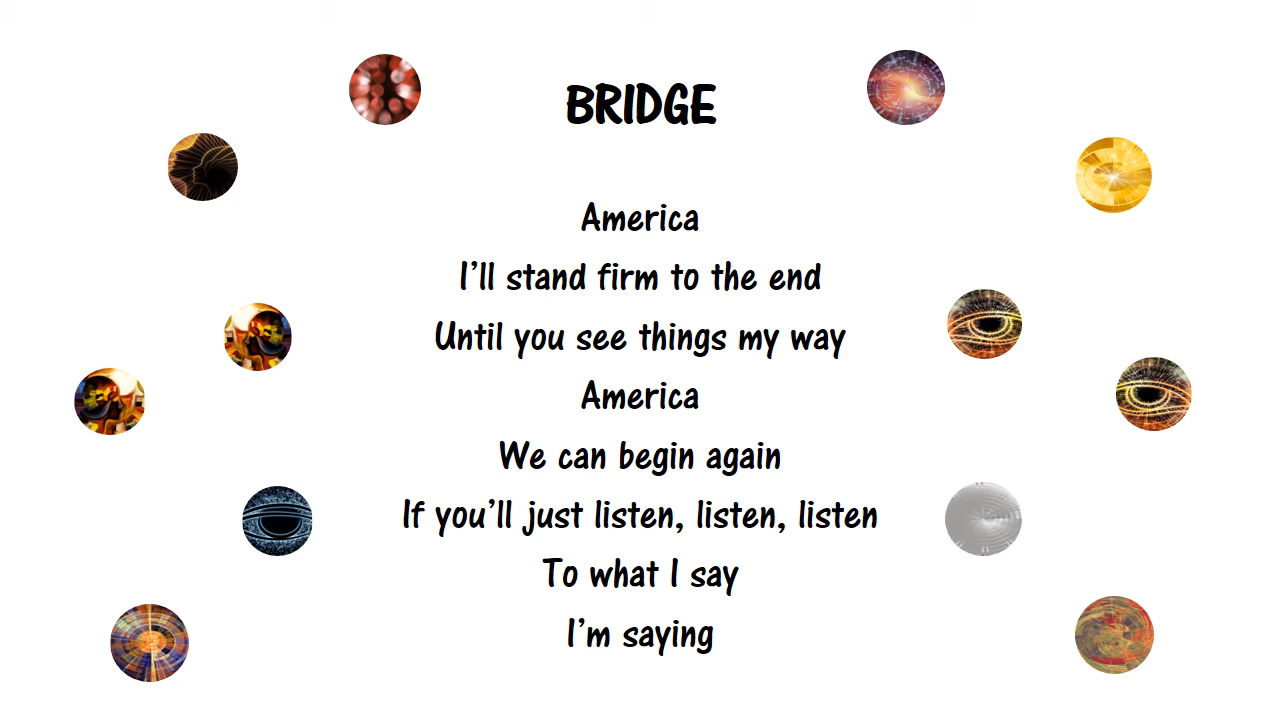 BRIDGE
America
I’ll stand firm to the end
Until you see things my way
America
We can begin again
If you’ll just listen, listen, listen
To what I say
I’m saying